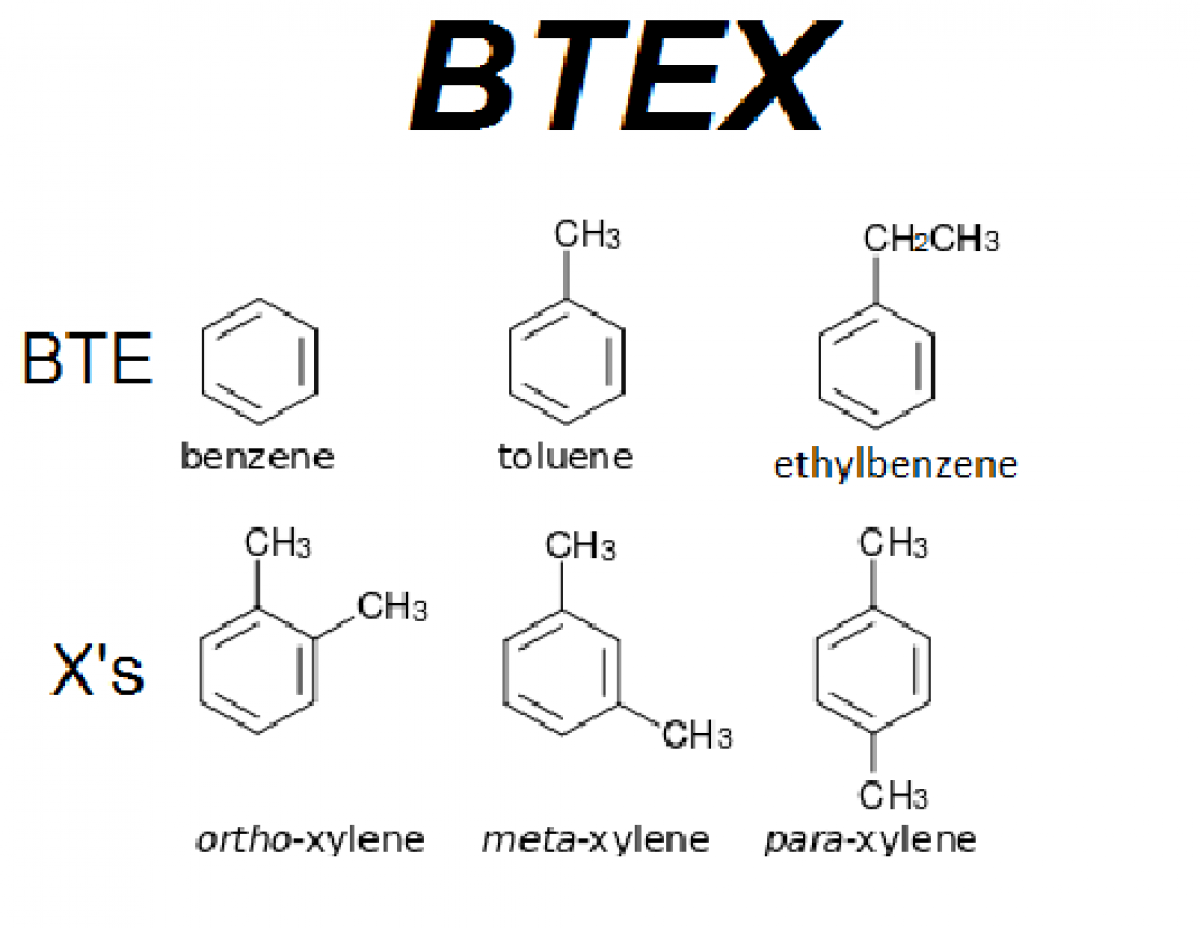 BTEX
CH3
CH2CH3
BTE
benzene
toluene
ethylbenzene
CH3
CH3
CH3
CH3
X's
CH3
CH3
ortho-xylene
meta-xylene
para-xylene